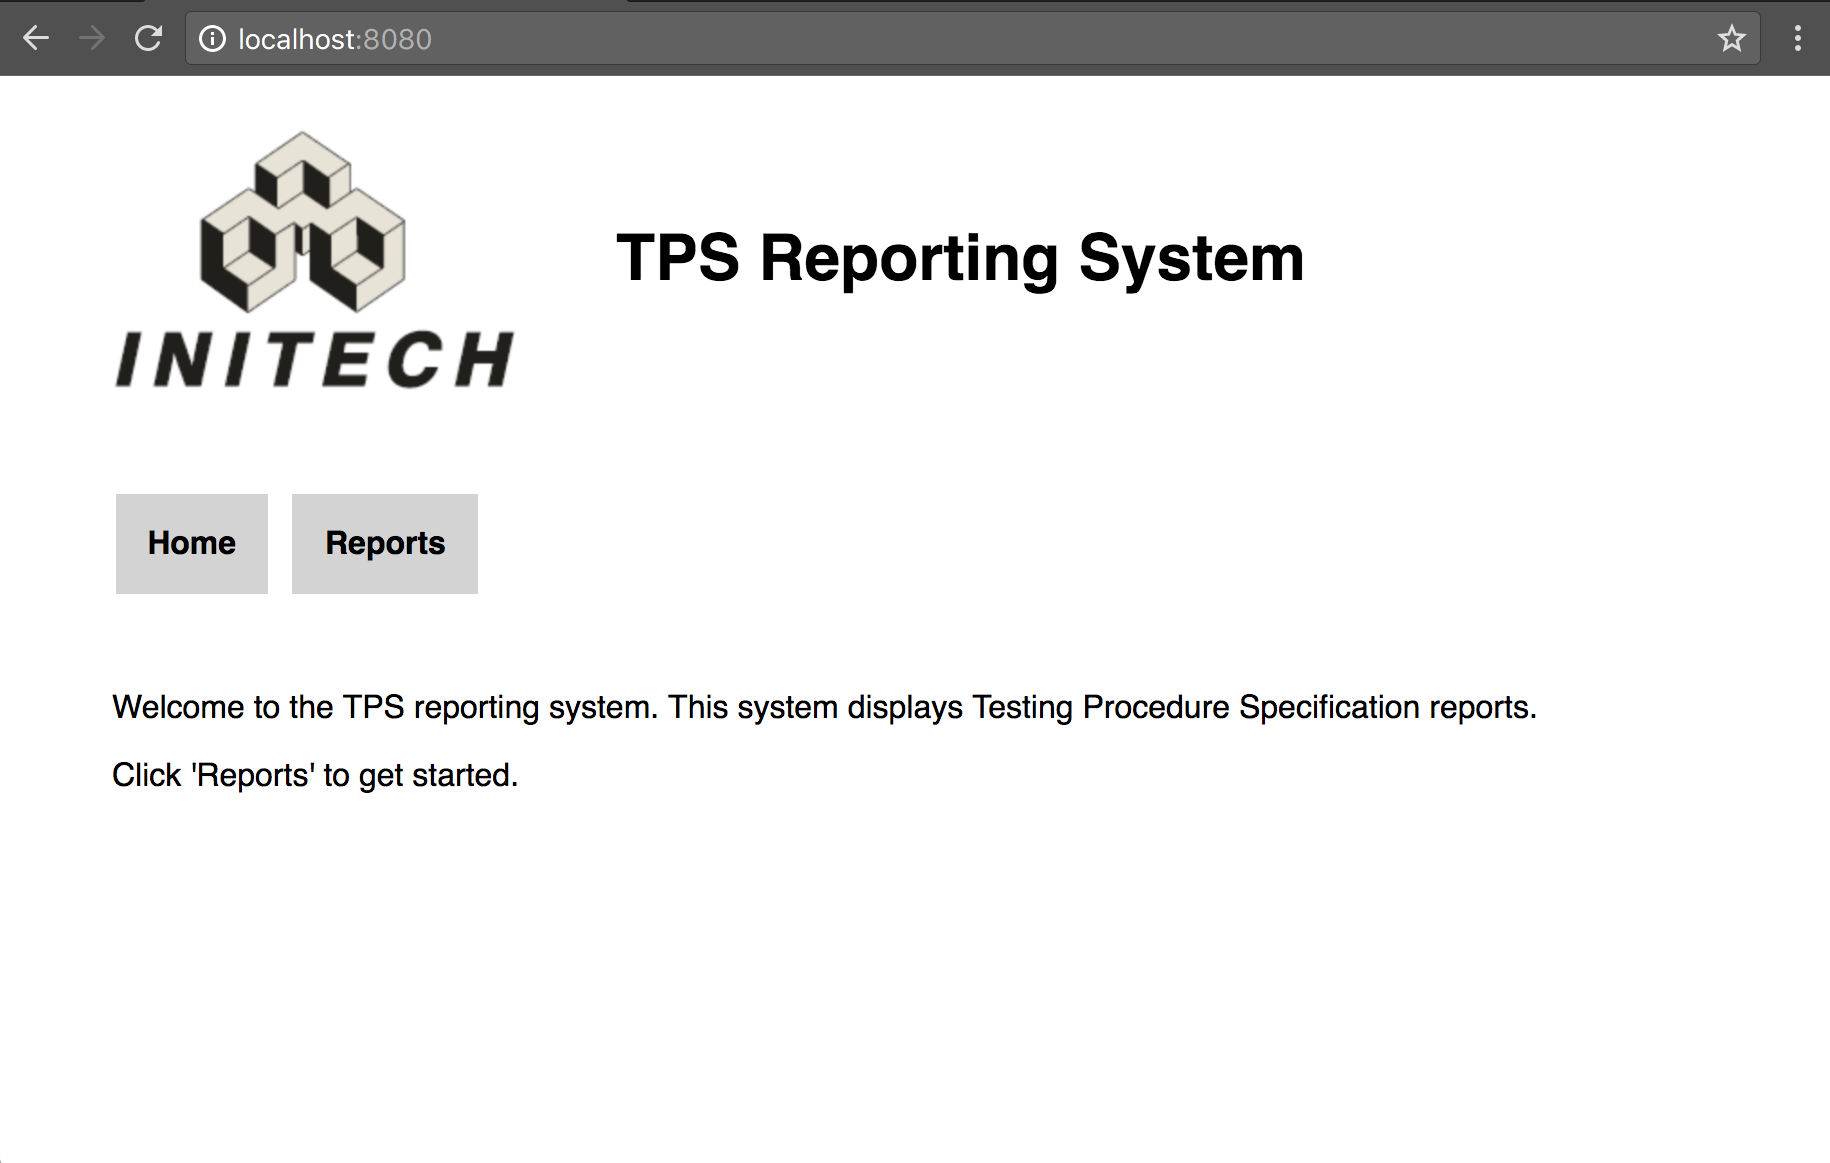 localhost:8080
INITECH
TPS Reporting System
Home Reports
Welcome to the TPS reporting system. This system displays Testing Procedure Specification reports.
Click 'Reports' to get started.